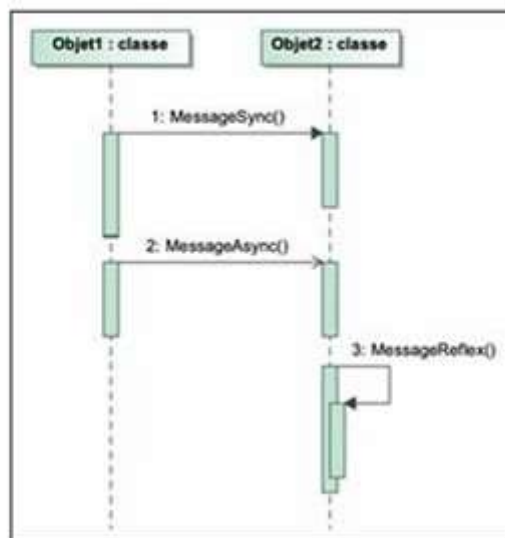 Objet1 : classe
Objet2 : classe
1: MessageSync()
2: MessageAsync()
3: MessageReflex()